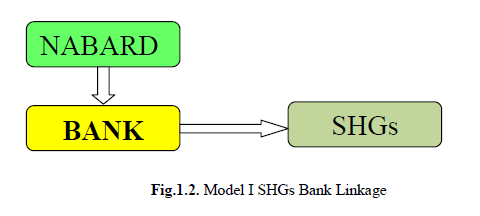 NABARD
BANK
SHGs
Fig.1.2. Model I SHGs Bank Linkage